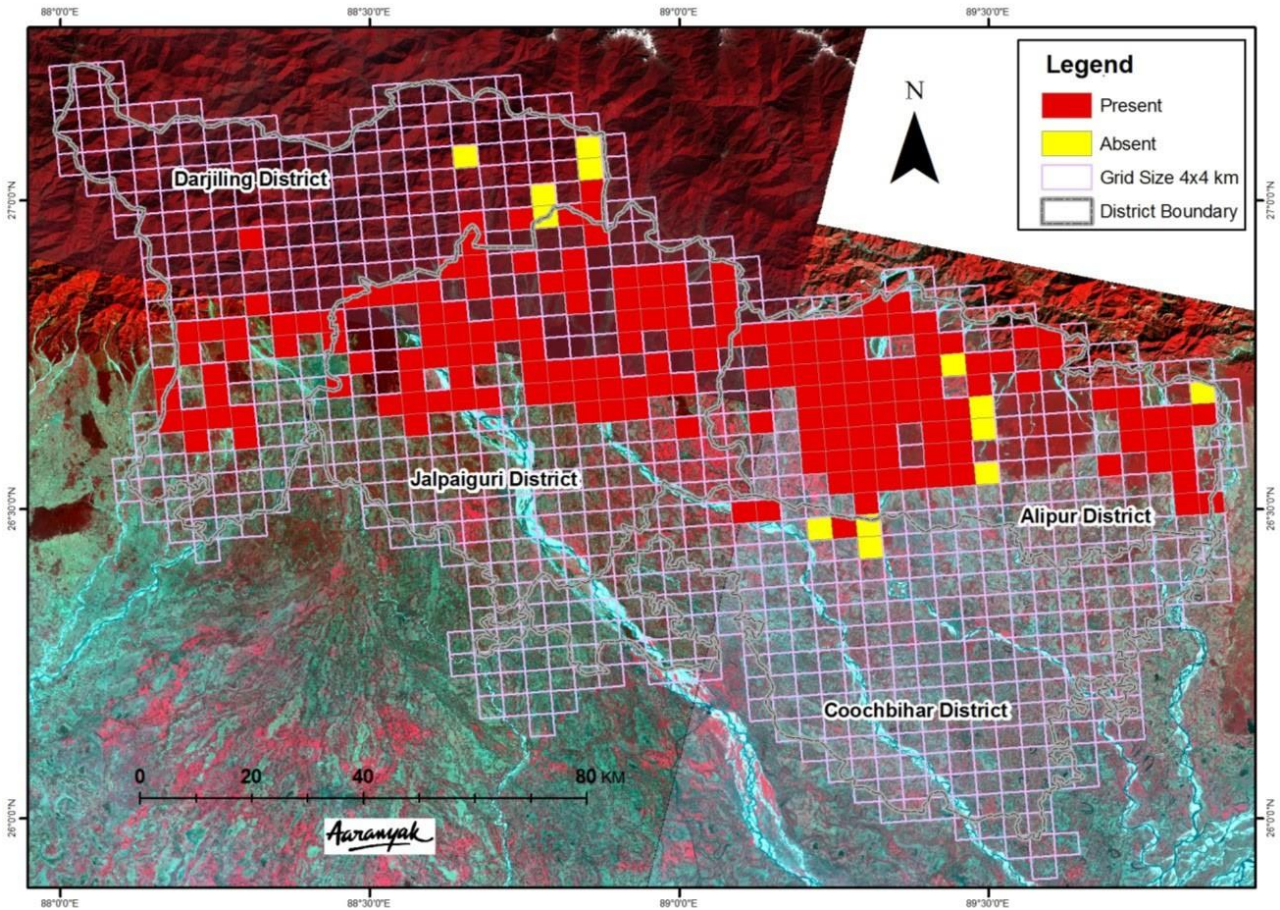 88°0'0"E 88°30'0"E 89°0'0"E 89°30'0"E
Legend
Present
Absent
Grid Size 4x4 km
District Boundary
N
Darjiling District
27°0'0"N 27°0'0"N
Jalpaiguri District
26°30'0"N 26°30'0"N
Alipur District
Coochbihar District
0 20 40 80 KM
26°0'0"N 26°0'0"N
Aaranyak
88°0'0"E 88°30'0"E 89°0'0"E 89°30'0"E